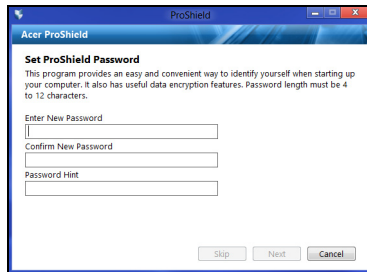 ProShield
Acer ProShield
Set ProShield Password
This program provides an easy and convenient way to identify yourself when starting up
your computer. It also has useful data encryption features. Password length must be 4
to 12 characters.
Enter New Password
Confirm New Password
Password Hint
Skip Next Cancel